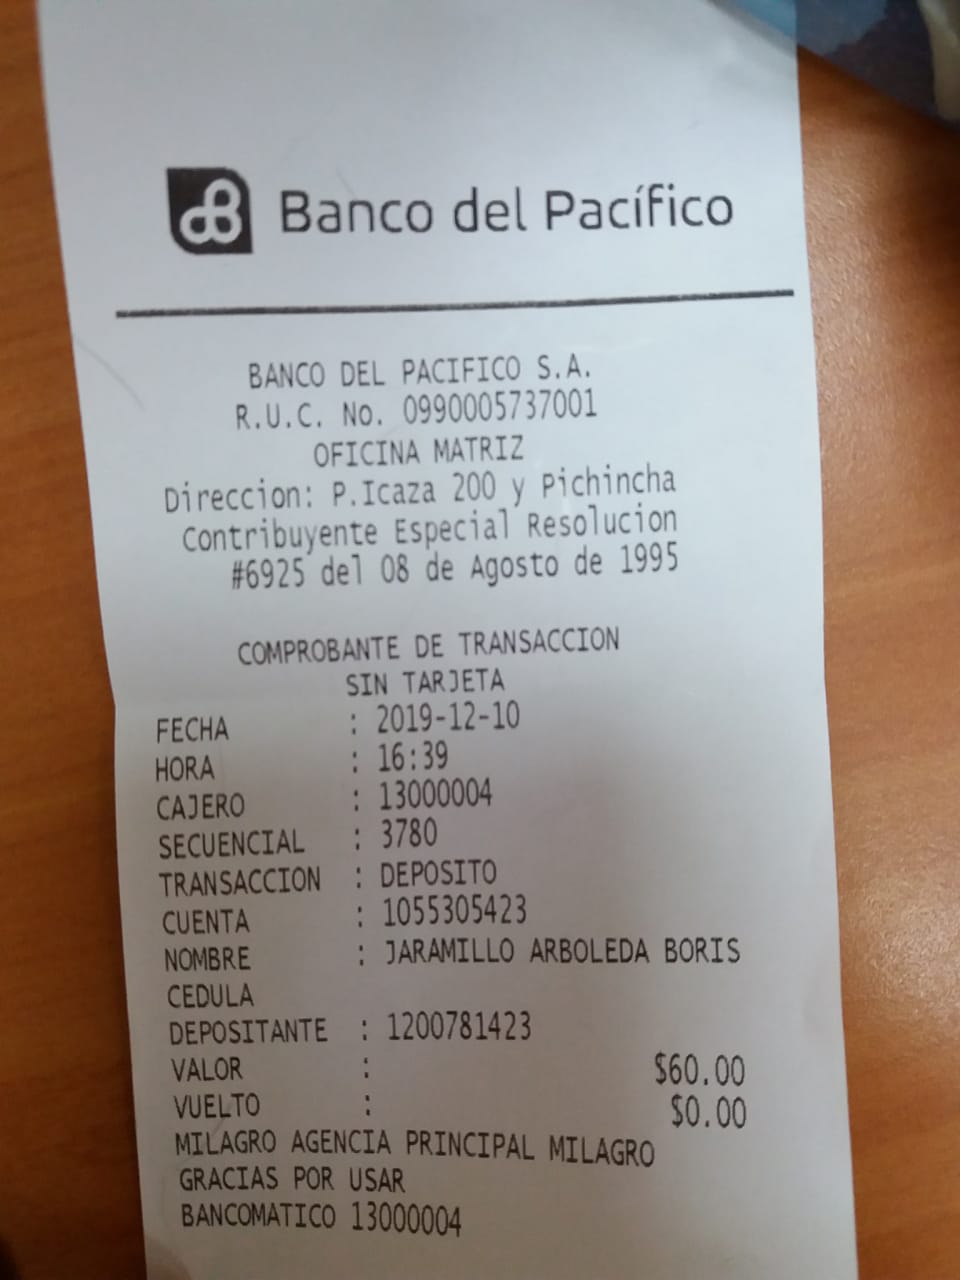 Banco del Pacífico
BANCO DEL PACIFICO S.A.
R.U.C. No. 0990005737001
OFICINA MATRIZ
Direccion: P.Icaza 200 y Pichincha
Contribuyente Especial Resolucion
#6925 del 08 de Agosto de 1995
COMPROBANTE DE TRANSACCION
SIN TARJETA
FECHA : 2019-12-10
HORA : 16:39
CAJERO : 13000004
SECUENCIAL : 3780
TRANSACCION : DEPOSITO
CUENTA : 1055305423
NOMBRE : JARAMILLO ARBOLEDA BORIS
CEDULA
DEPOSITANTE : 1200781423
VALOR : $60.00
VUELTO : $0.00
MILAGRO AGENCIA PRINCIPAL MILAGRO
GRACIAS POR USAR
BANCOMATICO 13000004